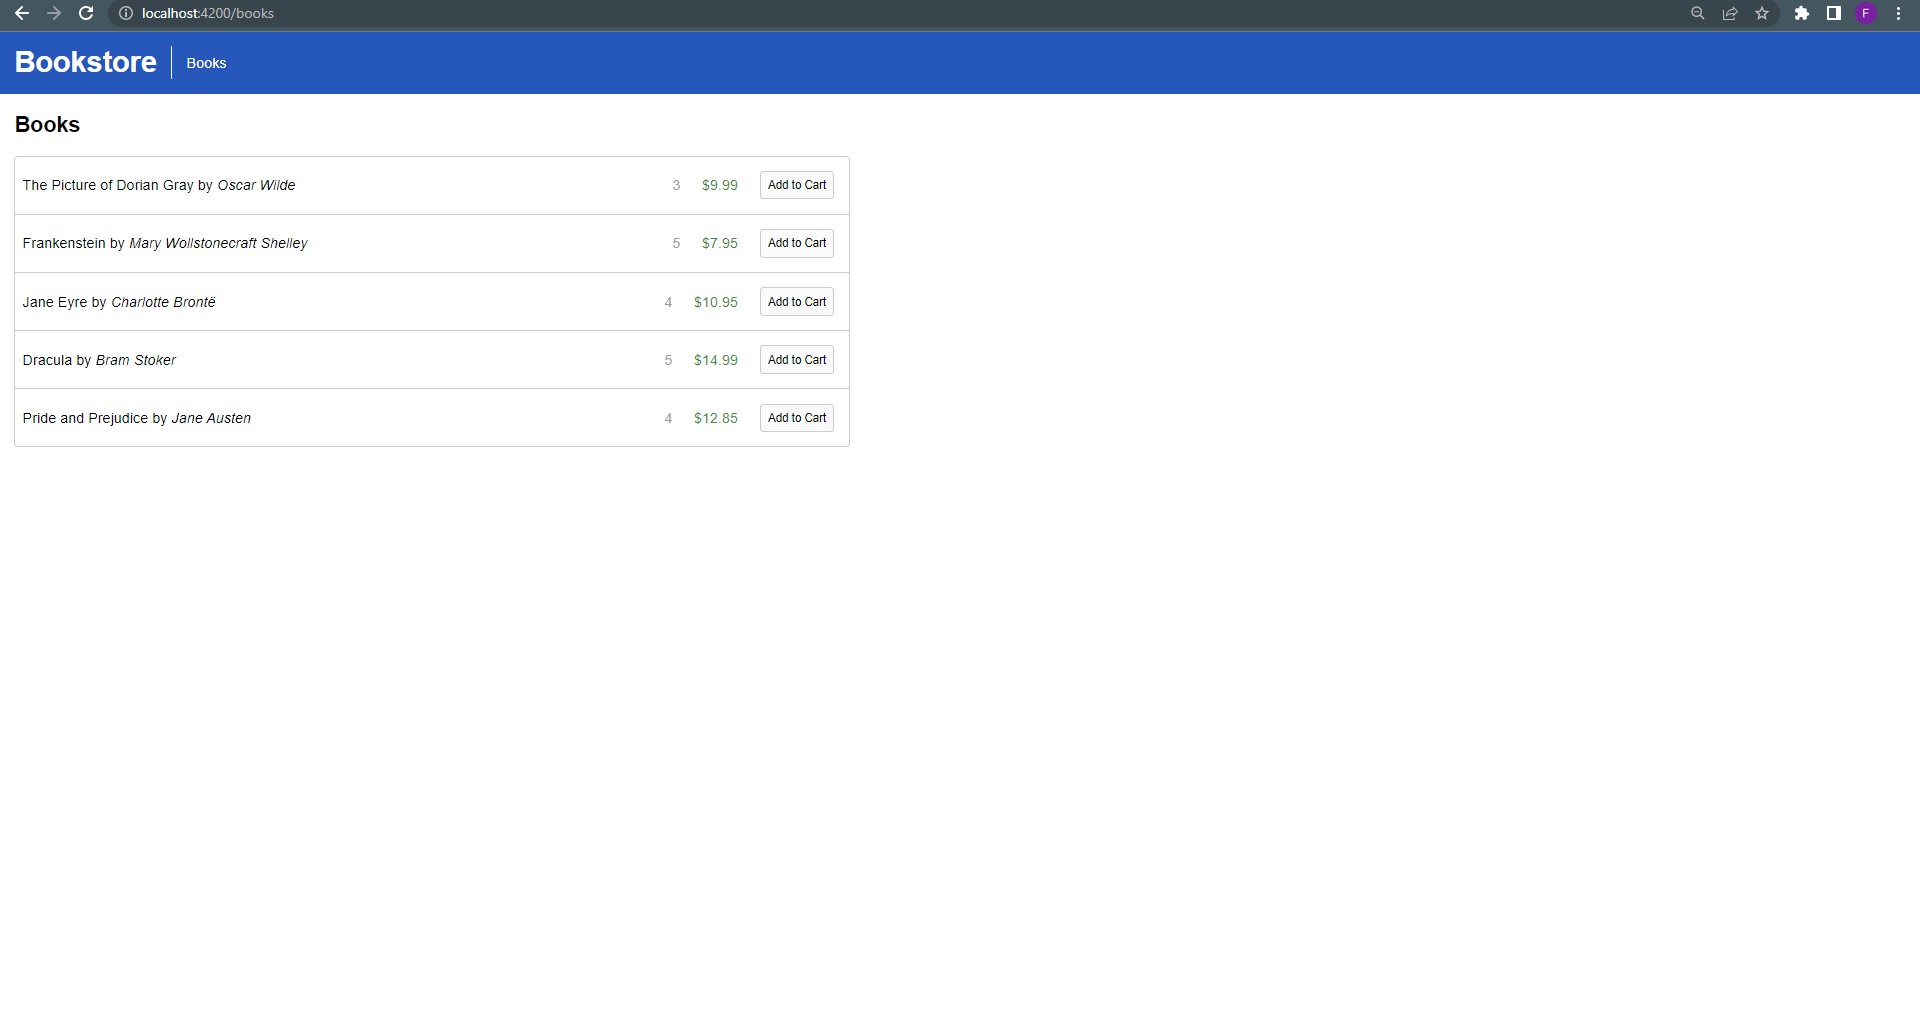 localhost:4200/books
F
Bookstore Books
Books
The Picture of Dorian Gray by Oscar Wilde 3 $9.99 Add to Cart
Frankenstein by Mary Wollstonecraft Shelley 5 $7.95 Add to Cart
Jane Eyre by Charlotte Brontë 4 $10.95 Add to Cart
Dracula by Bram Stoker 5 $14.99 Add to Cart
Pride and Prejudice by Jane Austen 4 $12.85 Add to Cart